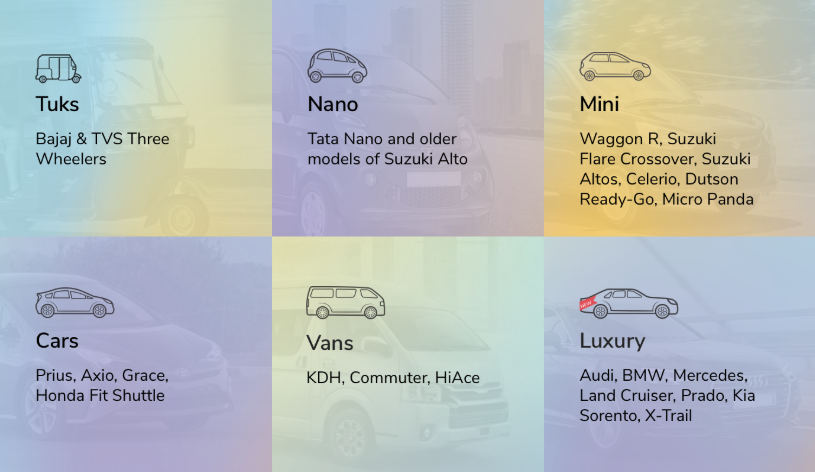 Tuks
Bajaj & TVS Three
Wheelers
Nano
Tata Nano and older
models of Suzuki Alto
Mini
Waggon R, Suzuki
Flare Crossover, Suzuki
Altos, Celerio, Dutson
Ready-Go, Micro Panda
Cars
Prius, Axio, Grace,
Honda Fit Shuttle
Vans
KDH, Commuter, HiAce
NEW
Luxury
Audi, BMW, Mercedes,
Land Cruiser, Prado, Kia
Sorento, X-Trail